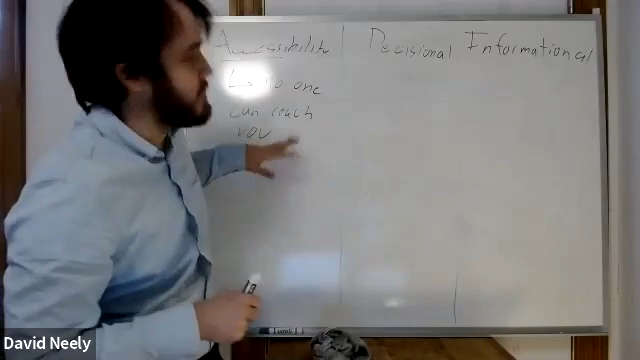 Accessibility | Decisional Informational
↳ no one
can reach
you
David Neely